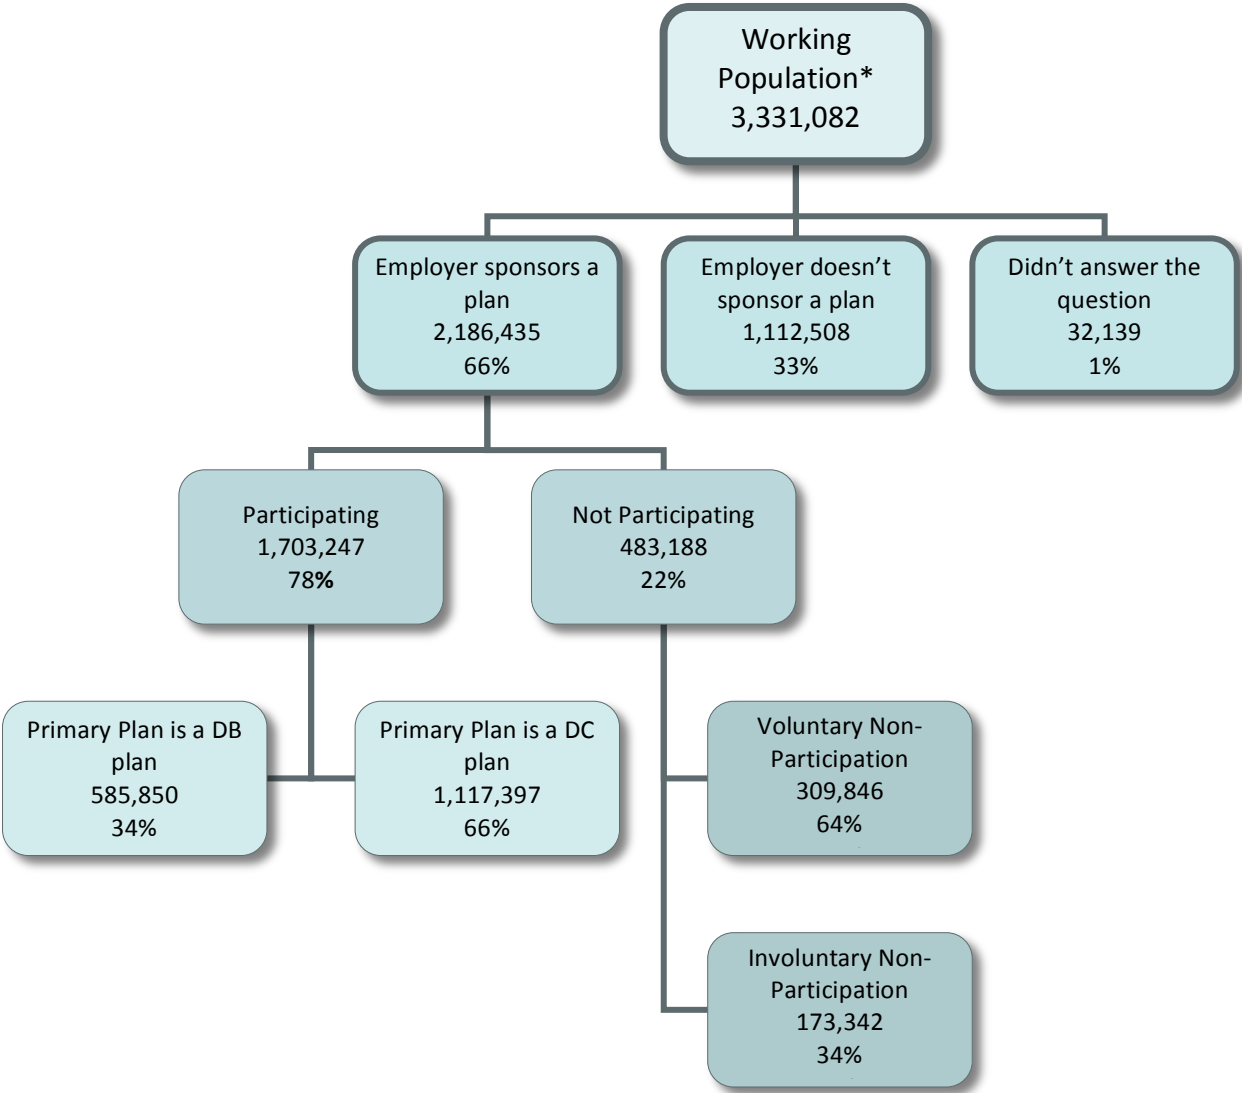 Working
Population*
3,331,082
Employer sponsors a
plan
2,186,435
66%
Employer doesn’t
sponsor a plan
1,112,508
33%
Didn’t answer the
question
32,139
1%
Participating
1,703,247
78%
Not Participating
483,188
22%
Primary Plan is a DB
plan
585,850
34%
Primary Plan is a DC
plan
1,117,397
66%
Voluntary Non-
Participation
309,846
64%
Involuntary Non-
Participation
173,342
34%